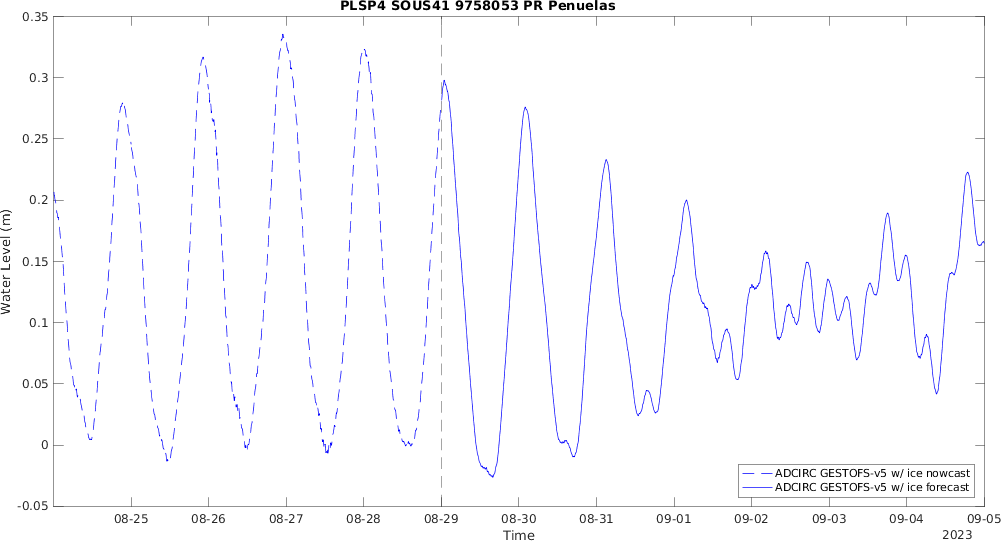 PLSP4 SOUS41 9758053 PR Penuelas
0.35
0.3
0.25
0.2
0.15
0.1
0.05
0
-0.05
Water Level (m)
ADCIRC GESTOFS-v5 w/ ice nowcast
ADCIRC GESTOFS-v5 w/ ice forecast
08-25 08-26 08-27 08-28 08-29 08-30 08-31 09-01 09-02 09-03 09-04 09-05
Time
2023